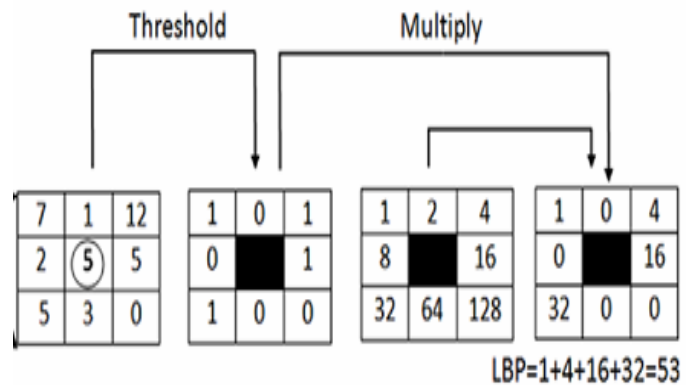 Threshold Multiply
7 1 12 1 0 1 1 2 4 1 0 4
2 5 5 0 1 8 16 0 16
5 3 0 1 0 0 32 64 128 32 0 0
LBP=1+4+16+32=53